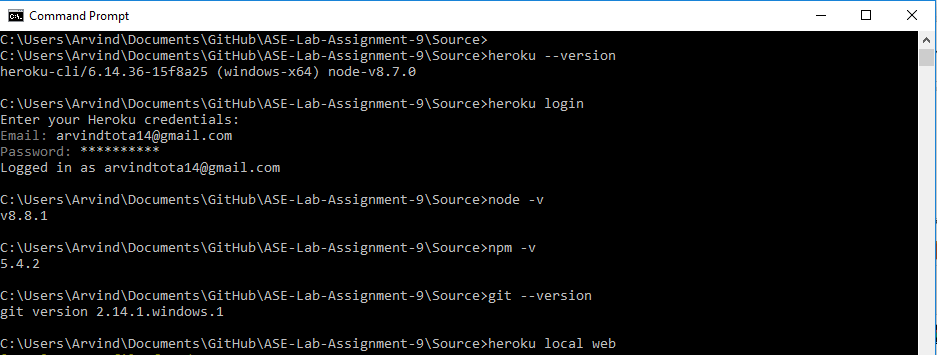 Command Prompt
C:\Users\Arvind\Documents\GitHub\ASE-Lab-Assignment-9\Source>
C:\Users\Arvind\Documents\GitHub\ASE-Lab-Assignment-9\Source>heroku --version
heroku-cli/6.14.36-15f8a25 (windows-x64) node-v8.7.0
C:\Users\Arvind\Documents\GitHub\ASE-Lab-Assignment-9\Source>heroku login
Enter your Heroku credentials:
Email: arvindtota14@gmail.com
Password: **********
Logged in as arvindtota14@gmail.com
C:\Users\Arvind\Documents\GitHub\ASE-Lab-Assignment-9\Source>node -v
v8.8.1
C:\Users\Arvind\Documents\GitHub\ASE-Lab-Assignment-9\Source>npm -v
5.4.2
C:\Users\Arvind\Documents\GitHub\ASE-Lab-Assignment-9\Source>git --version
git version 2.14.1.windows.1
C:\Users\Arvind\Documents\GitHub\ASE-Lab-Assignment-9\Source>heroku local web